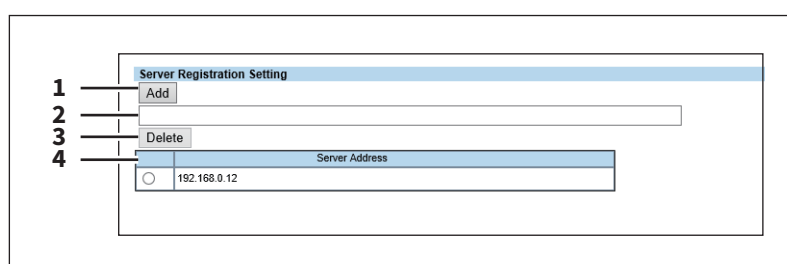 Server Registration Setting
1 Add
2
3 Delete
4 Server Address
192.168.0.12